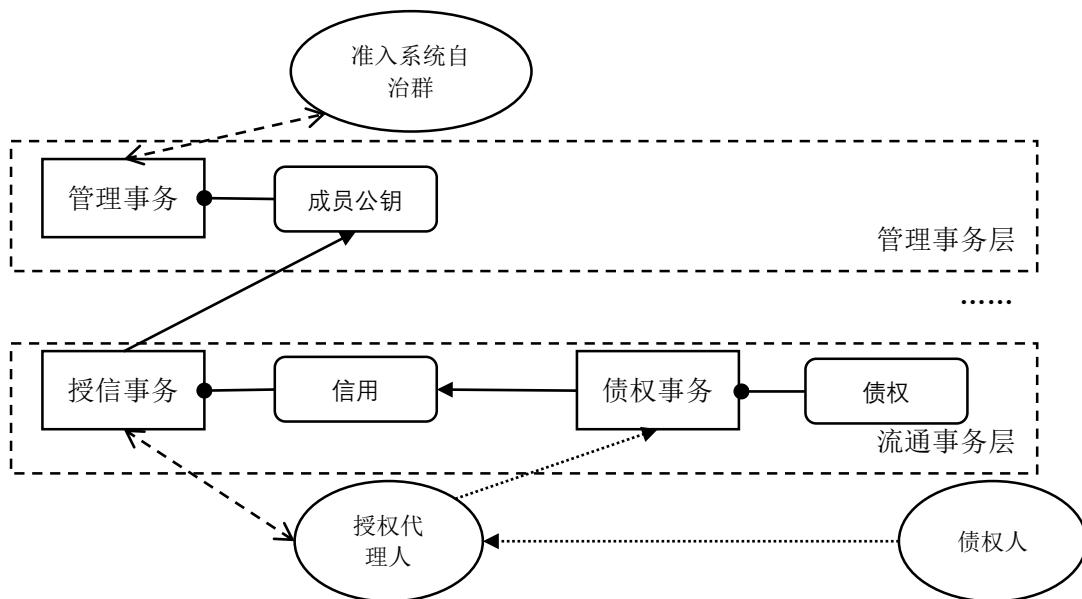 准入系统自
治群
管理事务
成员公钥
管理事务层
……
授信事务
信用
债权事务
债权
流通事务层
授权代
理人
债权人